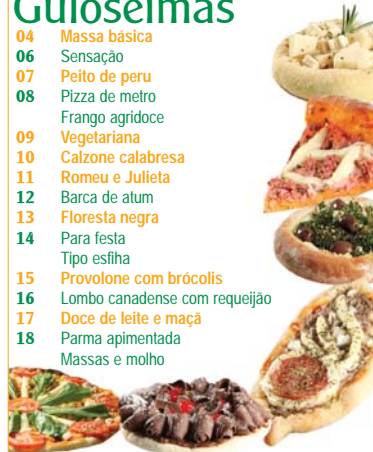 Guloseimas
04 Massa básica
06 Sensação
07 Peito de peru
08 Pizza de metro
Frango agridoce
09 Vegetariana
10 Calzone calabresa
11 Romeu e Julieta
12 Barca de atum
13 Floresta negra
14 Para festa
Tipo esfiha
15 Provolone com brócolis
16 Lombo canadense com requeijão
17 Doce de leite e maçã
18 Parma apimentada
Massas e molho